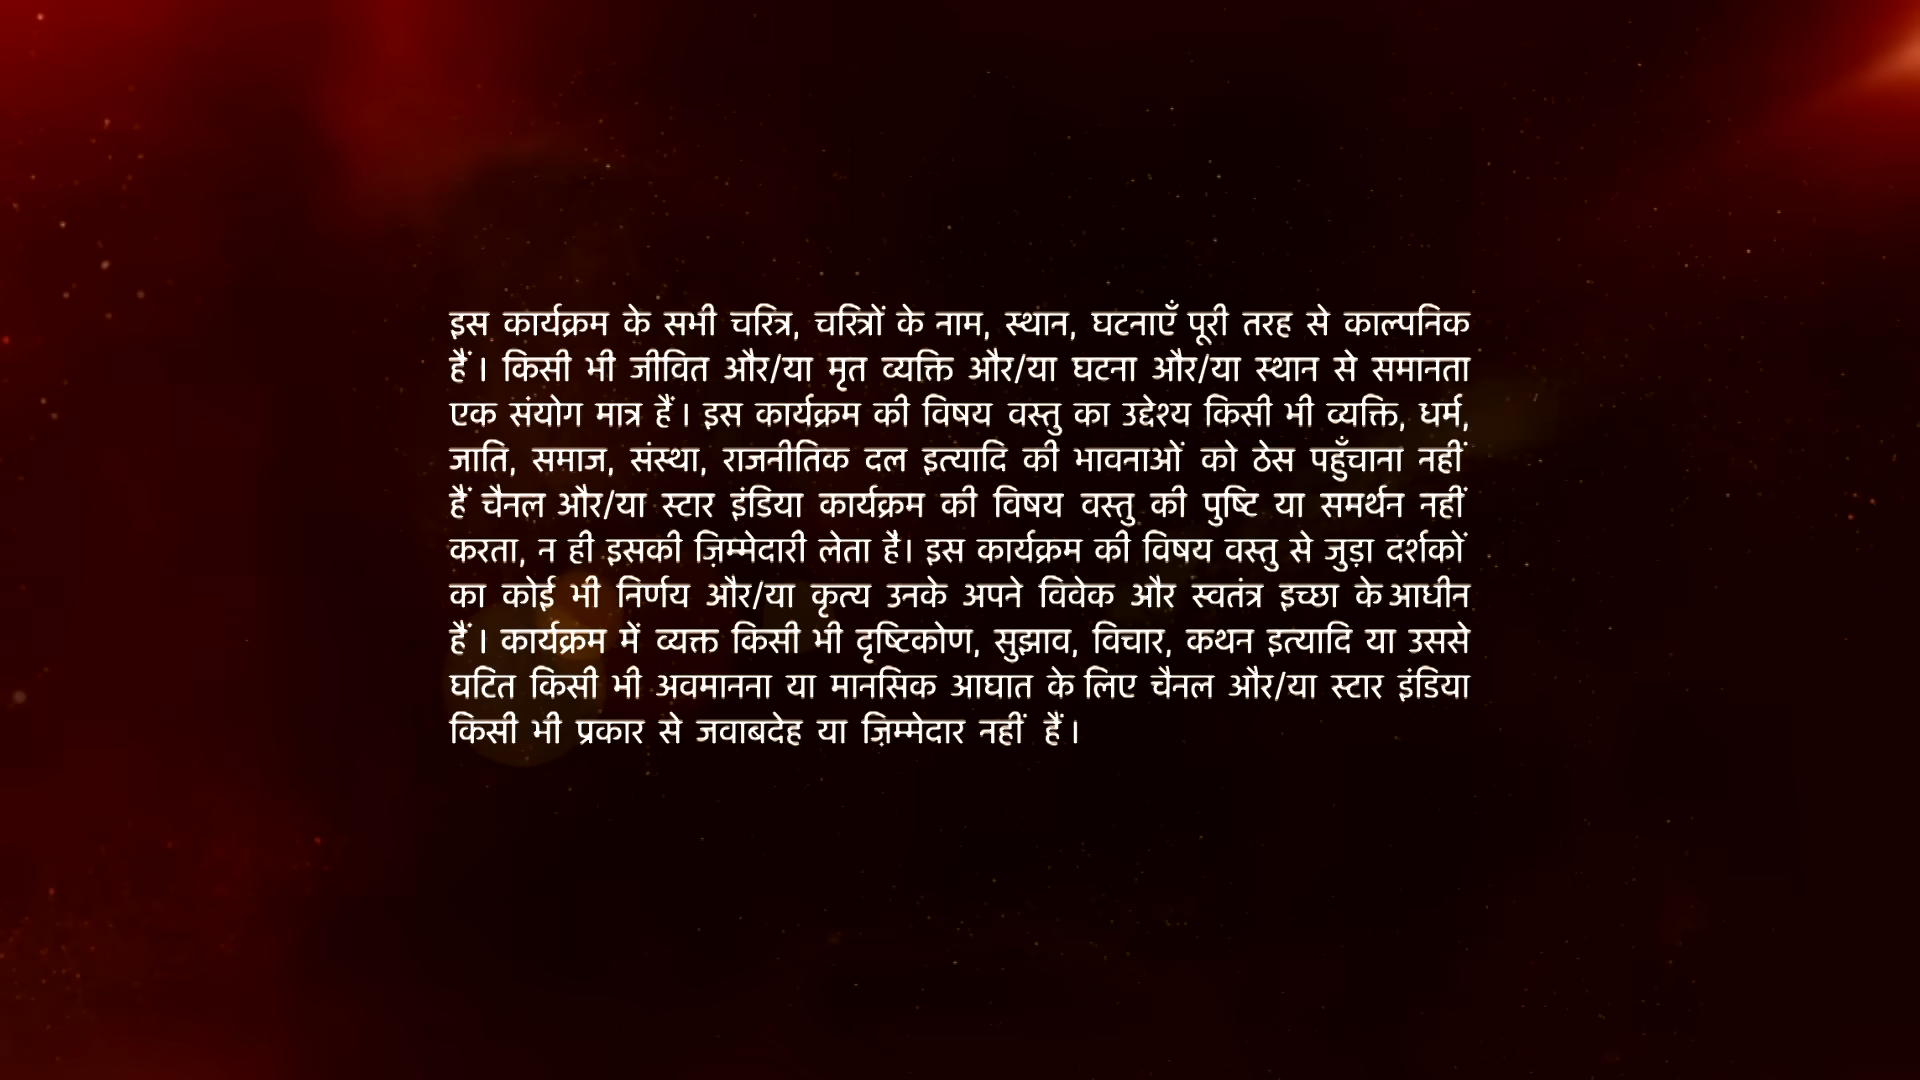 इस कार्यक्रम के सभी चरित्र, चरित्रों के नाम, स्थान, घटनाएँ पूरी तरह से काल्पनिक
हैं । किसी भी जीवित और/या मृत व्यक्ति और/या घटना और/या स्थान से समानता
एक संयोग मात्र हैं । इस कार्यक्रम की विषय वस्तु का उद्देश्य किसी भी व्यक्ति, धर्म,
जाति, समाज, संस्था, राजनीतिक दल इत्यादि की भावनाओं को ठेस पहुँचाना नहीं
हैं चैनल और/या स्टार इंडिया कार्यक्रम की विषय वस्तु की पुष्टि या समर्थन नहीं
करता, न ही इसकी ज़िम्मेदारी लेता है। इस कार्यक्रम की विषय वस्तु से जुड़ा दर्शकों
का कोई भी निर्णय और/या कृत्य उनके अपने विवेक और स्वतंत्र इच्छा के आधीन
हैं । कार्यक्रम में व्यक्त किसी भी दृष्टिकोण, सुझाव, विचार, कथन इत्यादि या उससे
घटित किसी भी अवमानना या मानसिक आघात के लिए चैनल और/या स्टार इंडिया
किसी भी प्रकार से जवाबदेह या ज़िम्मेदार नहीं हैं ।